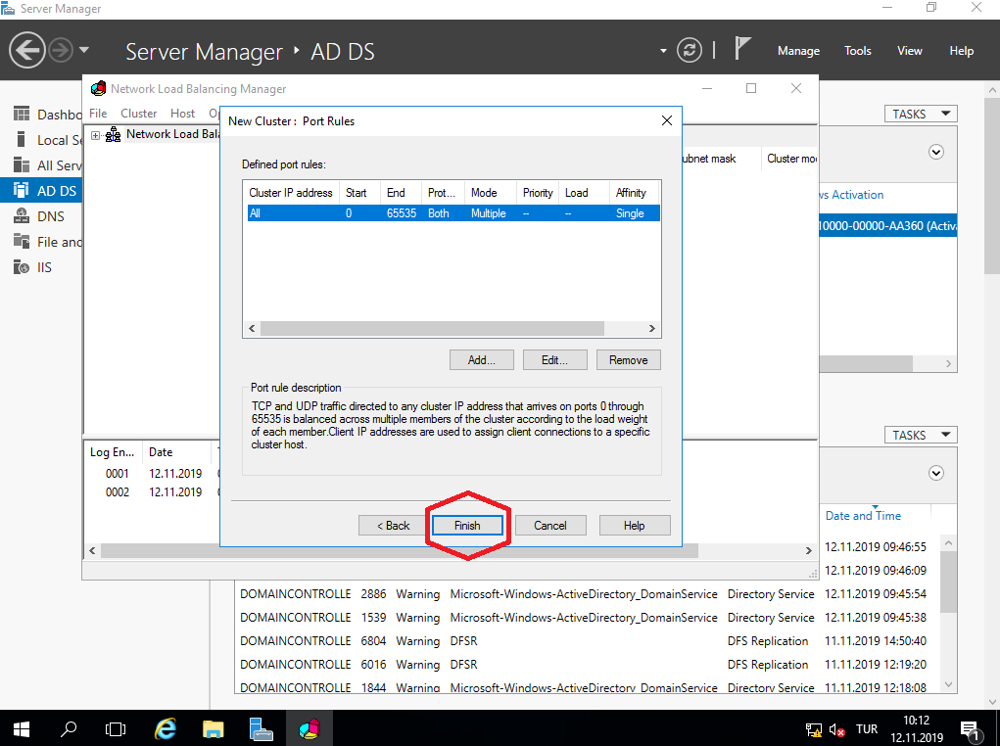 Server Manager
Server Manager • AD DS
Manage Tools View Help
Dashbo
Local Se
All Serv
AD DS
DNS
File and
IIS
Network Load Balancing Manager
File Cluster Host
Network Load Bala
ubnet mask Cluster mo
New Cluster : Port Rules
Defined port rules:
Cluster IP address Start End Prot... Mode Priority Load Affinity
All 0 65535 Both Multiple -- -- Single
Add... Edit... Remove
Port rule description
TCP and UDP traffic directed to any cluster IP address that arrives on ports 0 through
65535 is balanced across multiple members of the cluster according to the load weight
of each member.Client IP addresses are used to assign client connections to a specific
cluster host.
< Back Finish Cancel Help
Log En... Date
0001 12.11.2019
0002 12.11.2019
TASKS
vs Activation
10000-00000-AA360 (Activa
TASKS
Date and Time
12.11.2019 09:46:55
12.11.2019 09:46:09
DOMAINCONTROLLE 2886 Warning Microsoft-Windows-ActiveDirectory_DomainService Directory Service 12.11.2019 09:45:54
DOMAINCONTROLLE 1539 Warning Microsoft-Windows-ActiveDirectory_DomainService Directory Service 12.11.2019 09:45:38
DOMAINCONTROLLE 6804 Warning DFSR DFS Replication 11.11.2019 14:50:40
DOMAINCONTROLLE 6016 Warning DFSR DFS Replication 11.11.2019 12:19:20
DOMAINCONTROLLE 1844 Warning Microsoft-Windows-ActiveDirectory_DomainService Directory Service 11.11.2019 12:18:08
TUR
10:12
12.11.2019
1